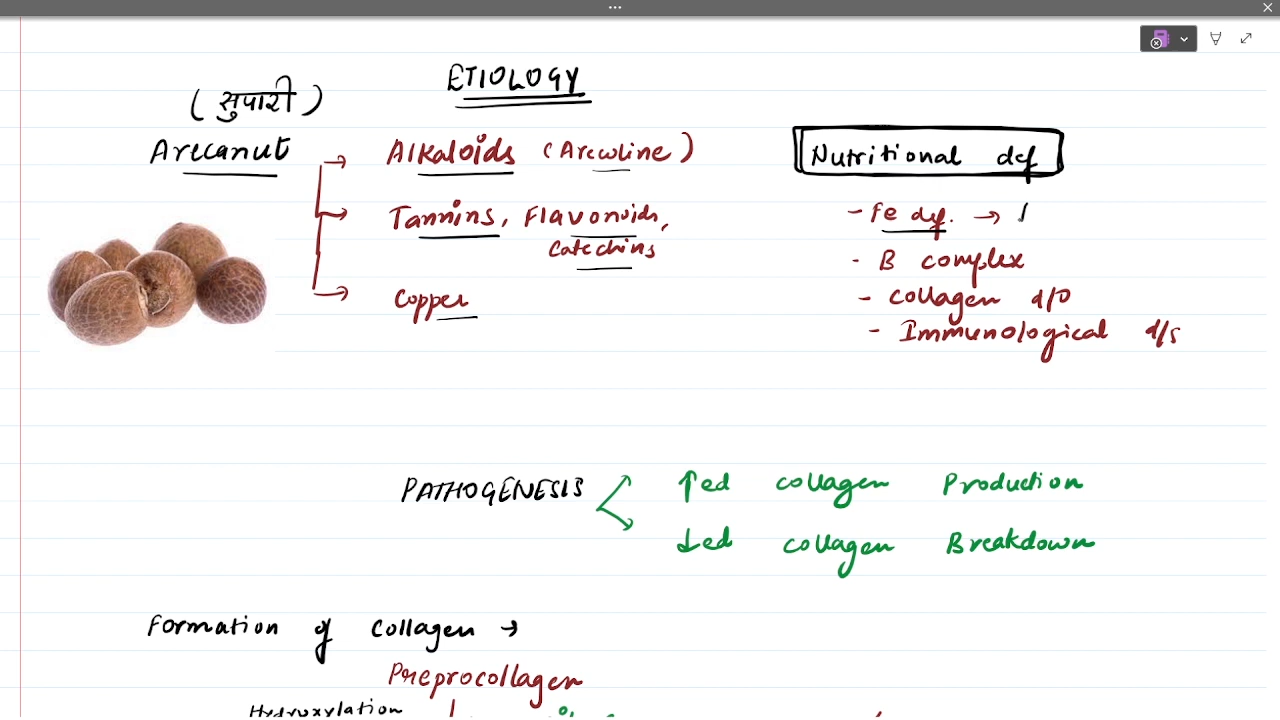 ETIOLOGY
(सुपारी)
Arecanut → Alkaloids (Arecoline)
→ Tannins, Flavonoids,
Catechins
→ Copper
Nutritional def
- Fe def. →
- B complex
- Collagen d/o
- Immunological d/s
PATHOGENESIS
↑ed collagen Production
↓ed collagen Breakdown
Formation of collagen →
Preprocollagen
Hydroxylation